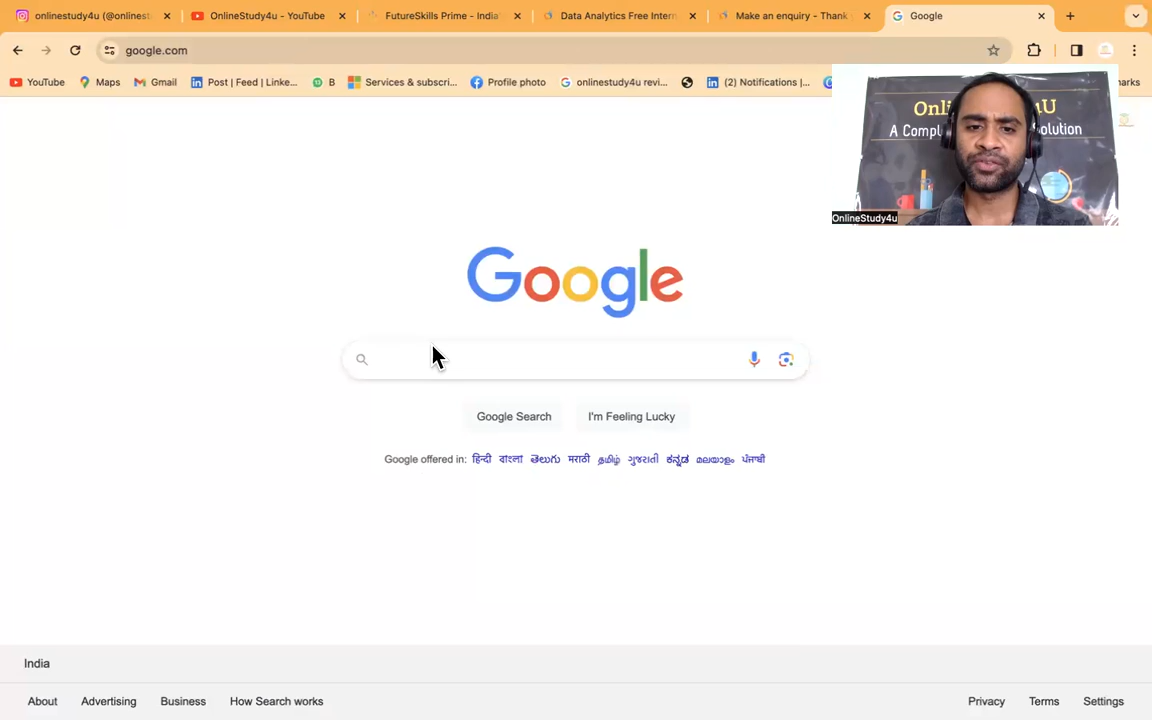 onlinestudy4u (@onlinest
OnlineStudy4u - YouTube
FutureSkills Prime - India'
Data Analytics Free Intern
Make an enquiry - Thank
Google
google.com
YouTube
Maps
Gmail
Post | Feed | Linke...
B
Services & subscri...
Profile photo
onlinestudy4u revi...
(2) Notifications |...
Onl
4U
A Compl
Solution
OnlineStudy4u
Google
Google Search
I'm Feeling Lucky
Google offered in: हिन्दी বাংলা తెలుగు मराठी தமிழ் ગુજરાતી ಕನ್ನಡ മലയാളം ਪੰਜਾਬੀ
India
About
Advertising
Business
How Search works
Privacy
Terms
Settings